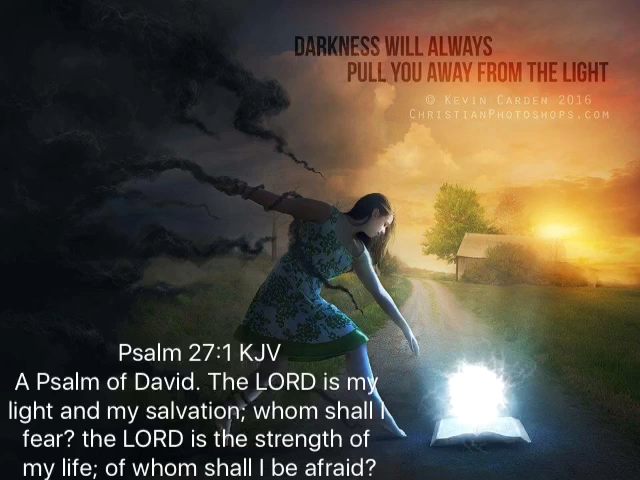 DARKNESS WILL ALWAYS
PULL YOU AWAY FROM THE LIGHT
© Kevin Carden 2016
ChristianPhotoshops.com
Psalm 27:1 KJV
A Psalm of David. The LORD is my
light and my salvation; whom shall I
fear? the LORD is the strength of
my life; of whom shall I be afraid?